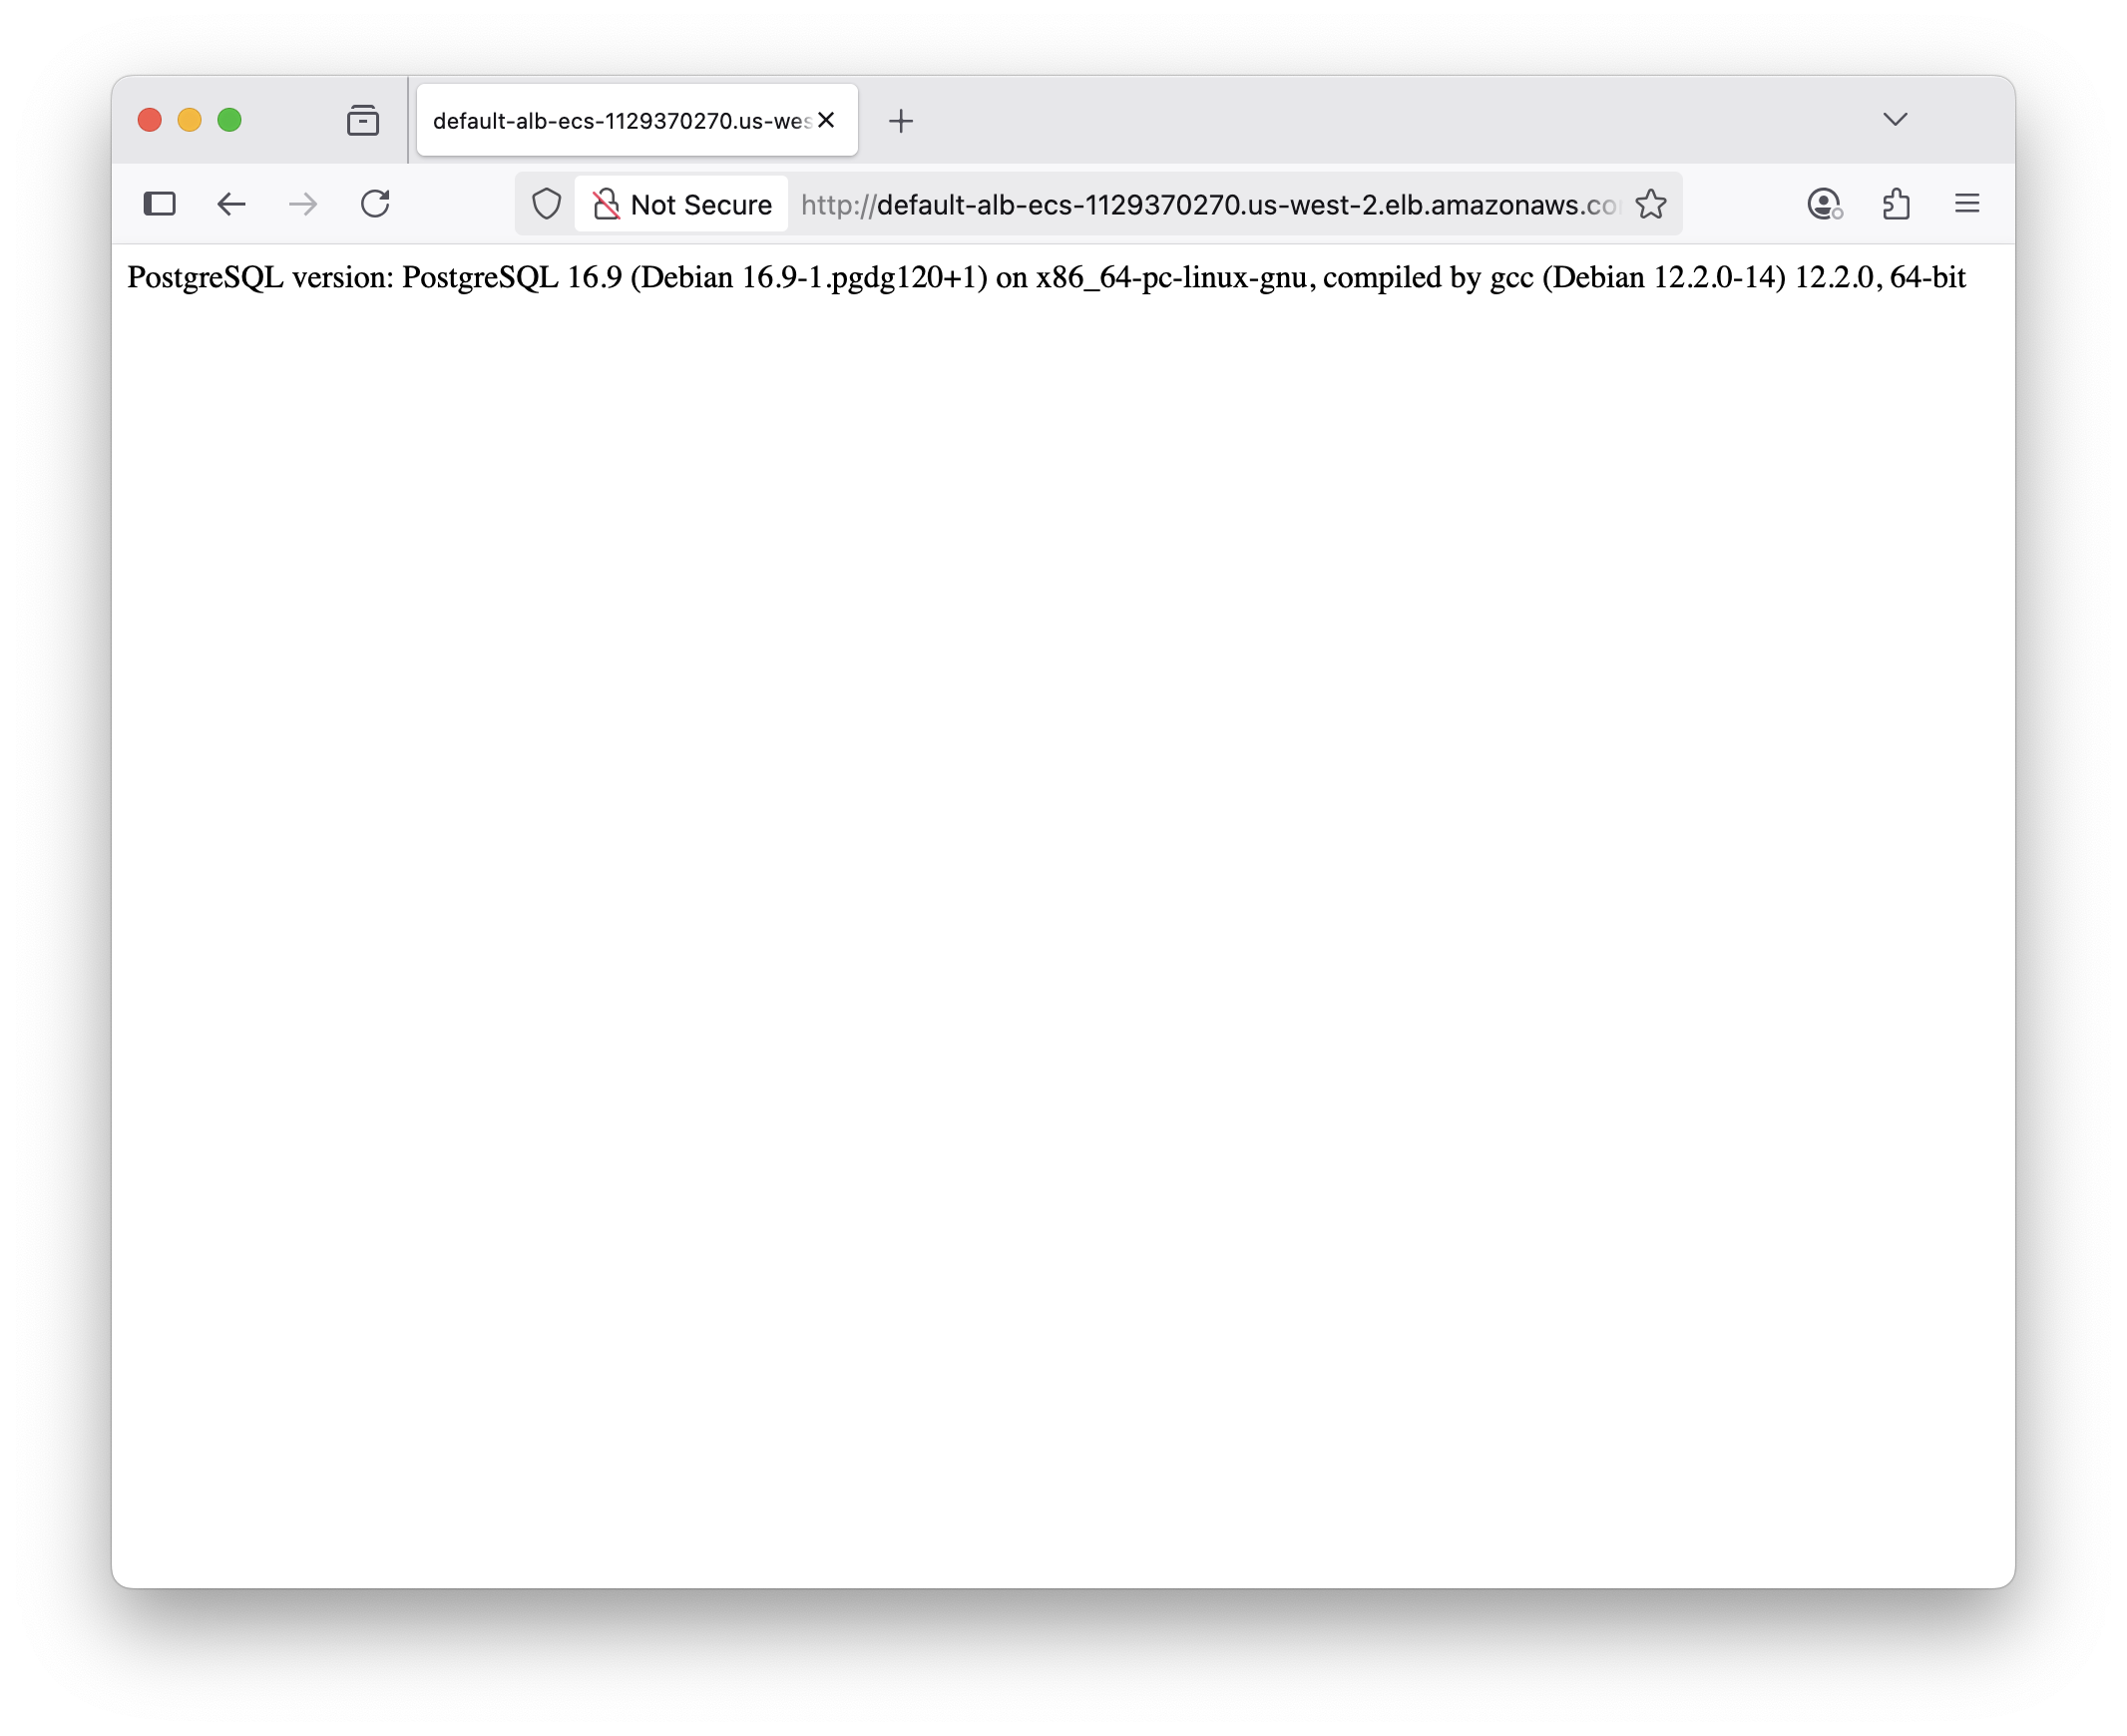 default-alb-ecs-1129370270.us-wes
Not Secure http://default-alb-ecs-1129370270.us-west-2.elb.amazonaws.co
PostgreSQL version: PostgreSQL 16.9 (Debian 16.9-1.pgdg120+1) on x86_64-pc-linux-gnu, compiled by gcc (Debian 12.2.0-14) 12.2.0, 64-bit